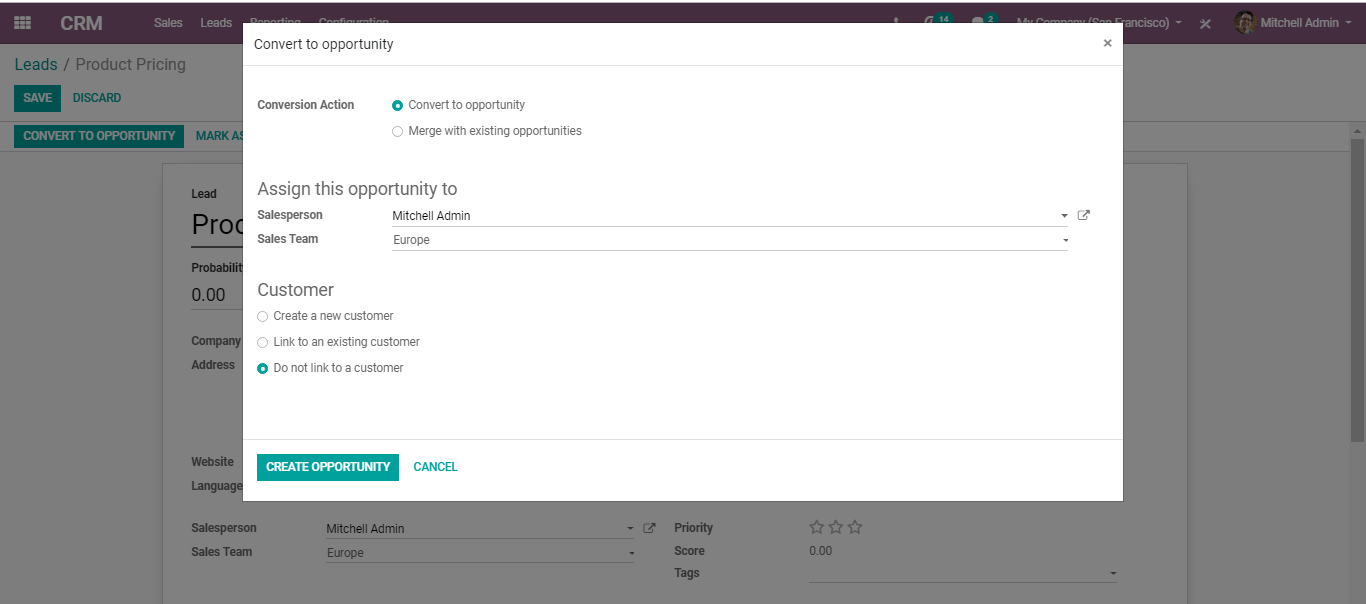 CRM Sales Leads Reporting Configuration 14 2 My Company (San Francisco) Mitchell Admin
Convert to opportunity ×
Leads / Product Pricing
SAVE DISCARD
CONVERT TO OPPORTUNITY MARK AS
Conversion Action Convert to opportunity
Merge with existing opportunities
Assign this opportunity to
Salesperson Mitchell Admin
Sales Team Europe
Customer
Create a new customer
Link to an existing customer
Do not link to a customer
CREATE OPPORTUNITY CANCEL
Lead
Prod
Probabilit
0.00
Company
Address
Website
Language
Salesperson Mitchell Admin Priority
Sales Team Europe Score 0.00
Tags